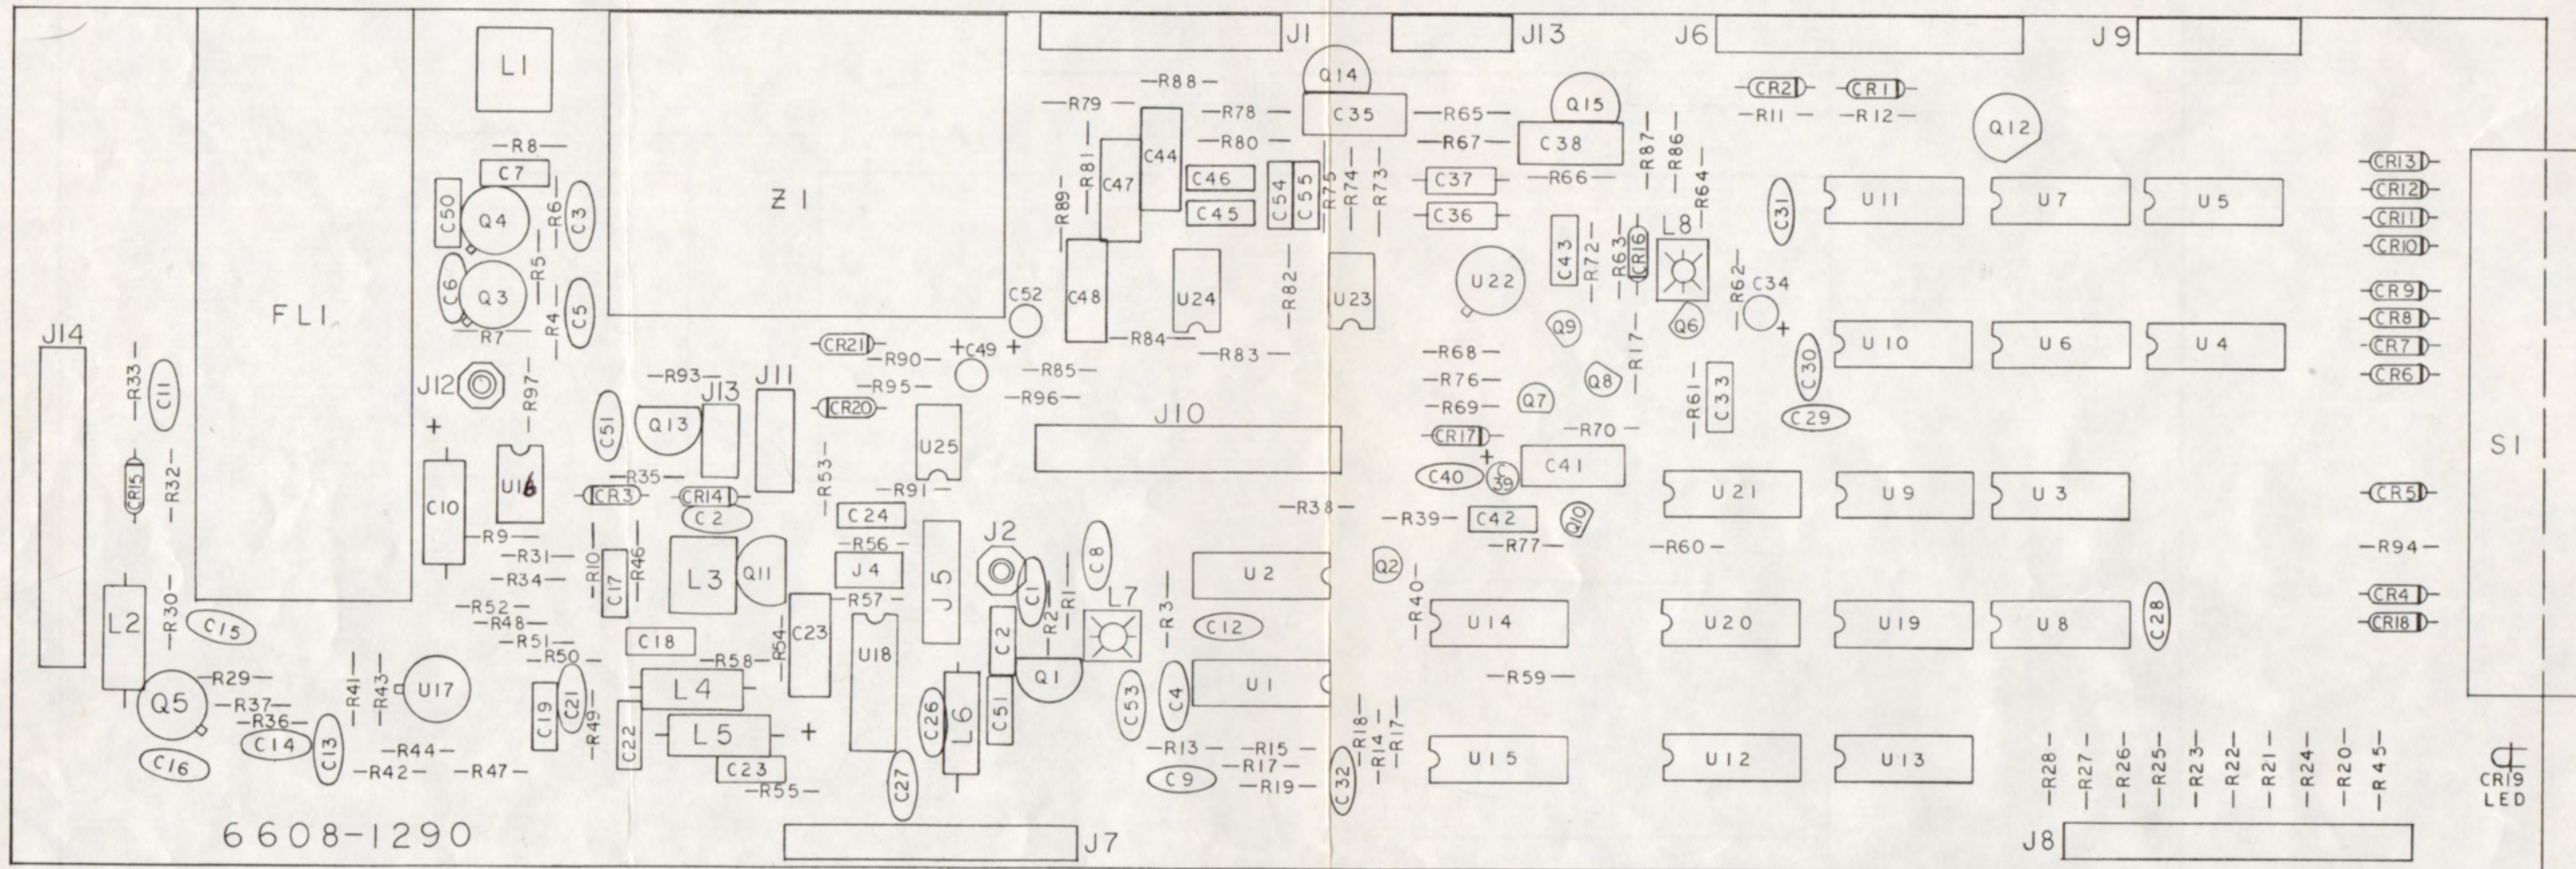 J1
J13
J6
J9
L1
Q14
R88
CR2
CR1
R79
R78
C35
R65
Q15
R11
R12
Q12
R8
C44
R80
R67
C38
R87
R86
C7
R81
C47
C46
C54
C55
R75
R74
R73
C37
R66
R64
CR13
CR12
CR11
CR10
C50
Q4
R6
C3
Z1
R89
C45
C36
L8
C31
U11
U7
U5
C6
Q3
R5
C5
R4
R7
FL1
C52
C48
U24
R82
U23
U22
C43
R72
R63
CR16
R62
C34
+
CR9
CR8
CR7
CR6
Q9
Q6
J14
R33
C11
J12
R97
CR21
R90
+C49
+
R84
R83
R85
R68
R17
U10
U6
U4
C30
R93
J13
J11
R95
CR20
R96
R76
Q8
R61
C33
C29
+
C51
Q13
J10
R69
Q7
CR17
R70
S1
CR15
R32
C10
U16
R35
CR3
CR14
C2
R53
U25
R91
C24
R38
C40
+
C39
C41
R39
C42
Q10
U21
U9
U3
CR5
R9
R31
R34
R10
C17
R46
L3
Q11
R56
J4
R57
J5
J2
C8
U2
Q2
R77
R60
R94
L2
R30
C15
R52
R48
R51
R50
C18
R58
R54
C23
U18
C1
C2
R2
R1
L7
R3
C12
R40
U14
U20
U19
U8
C28
CR4
CR18
Q5
R29
R37
R36
C14
C13
C16
R41
R43
U17
R44
R42
R47
C19
C21
R49
C22
L4
L5
+
C23
R55
C27
C26
L6
C51
Q1
C53
C4
U1
R59
R13
R15
R17
R19
C9
C32
R18
R14
R17
U15
U12
U13
R28
R27
R26
R25
R23
R22
R21
R24
R20
R45
CR19
LED
6608-1290
J7
J8